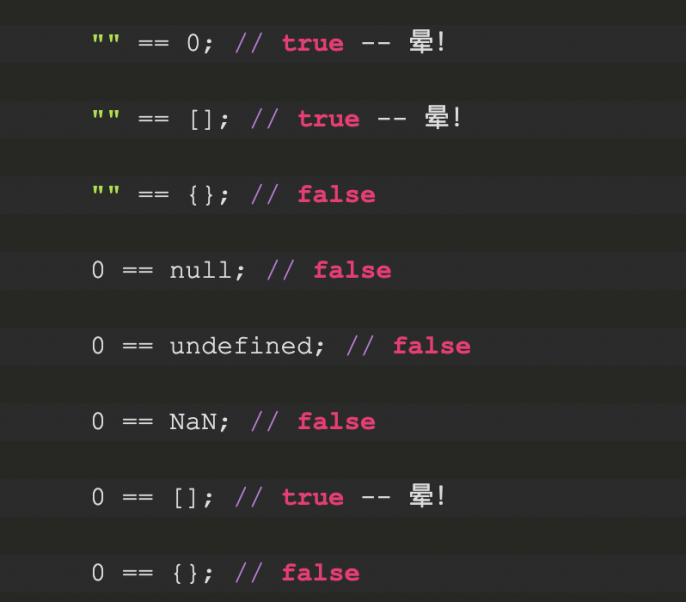 "" == 0; // true -- 晕!
"" == []; // true -- 晕!
"" == {}; // false
0 == null; // false
0 == undefined; // false
0 == NaN; // false
0 == []; // true -- 晕!
0 == {}; // false